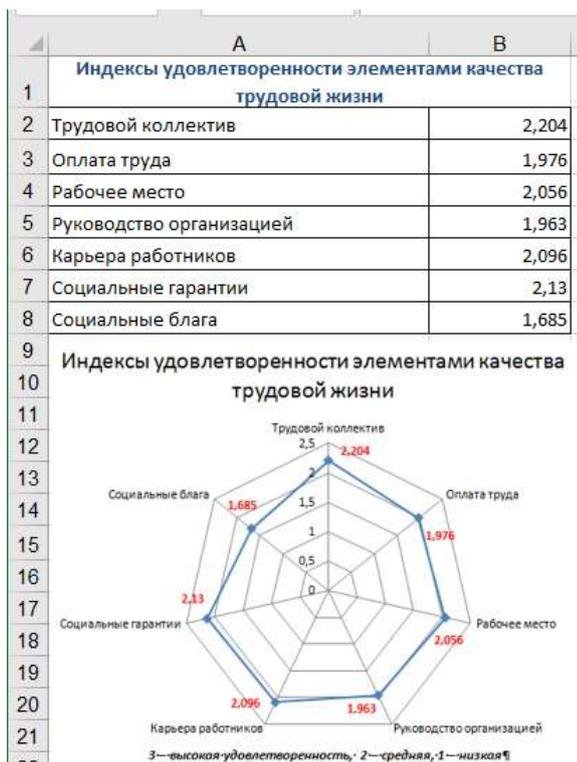 A B
1 Индексы удовлетворенности элементами качества
трудовой жизни
2 Трудовой коллектив 2,204
3 Оплата труда 1,976
4 Рабочее место 2,056
5 Руководство организацией 1,963
6 Карьера работников 2,096
7 Социальные гарантии 2,13
8 Социальные блага 1,685
9
Индексы удовлетворенности элементами качества
10
трудовой жизни
11
Трудовой коллектив
12
2,5
2,204
13
2
Социальные блага
Оплата труда
14
1,685
1,5
15
1
1,976
16
0,5
17
0
2,13
Социальные гарантии
Рабочее место
18
2,056
19
20
2,096
1,963
21
Карьера работников
Руководство организацией
3-–-высокая-удовлетворенность,· 2-–-средняя,·1-–-низкая¶